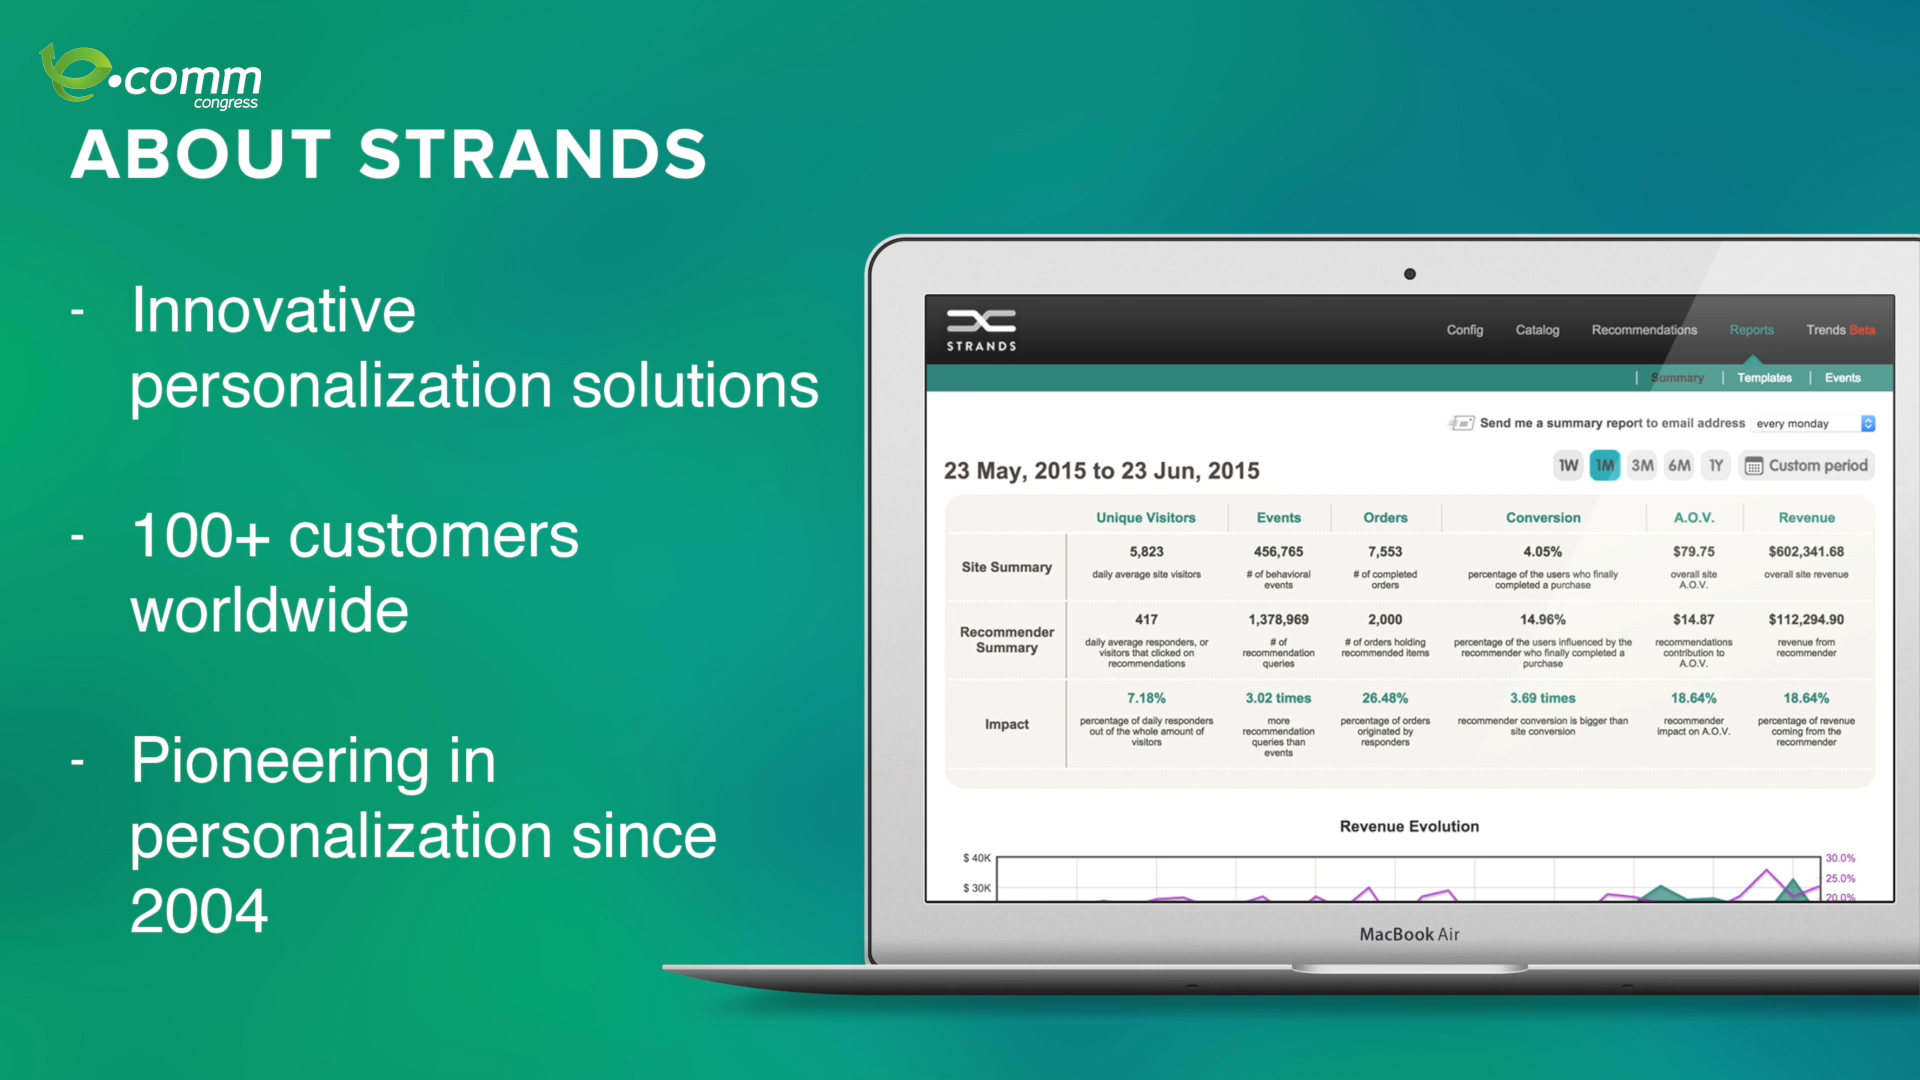 e.comm
congress
ABOUT STRANDS
- Innovative
personalization solutions
- 100+ customers
worldwide
- Pioneering in
personalization since
2004
STRANDS
Config Catalog Recommendations Reports Trends Beta
| Summary | Templates | Events
Send me a summary report to email address every monday
23 May, 2015 to 23 Jun, 2015
1W 1M 3M 6M 1Y Custom period
Unique Visitors Events Orders Conversion A.O.V. Revenue
Site Summary
5,823 456,765 7,553 4.05% $79.75 $602,341.68
daily average site visitors
# of behavioral
events
# of completed
orders
percentage of the users who finally
completed a purchase
overall site
A.O.V.
overall site revenue
Recommender
Summary
417 1,378,969 2,000 14.96% $14.87 $112,294.90
daily average responders, or
visitors that clicked on
recommendations
# of
recommendation
queries
# of orders holding
recommended items
percentage of the users influenced by the
recommender who finally completed a
purchase
recommendations
contribution to
A.O.V.
revenue from
recommender
Impact
7.18% 3.02 times 26.48% 3.69 times 18.64% 18.64%
percentage of daily responders
out of the whole amount of
visitors
more
recommendation
queries than
events
percentage of orders
originated by
responders
recommender conversion is bigger than
site conversion
recommender
impact on A.O.V.
percentage of revenue
coming from the
recommender
Revenue Evolution
$ 40K 30.0%
25.0%
$ 30K
20.0%
MacBook Air